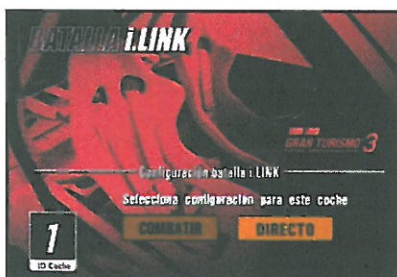 BATALLA i.LINK
GRAN TURISMO 3
Configuración batalla i.LINK
Selecciona configuración para este coche
COMBATIR DIRECTO
1
ID Coche